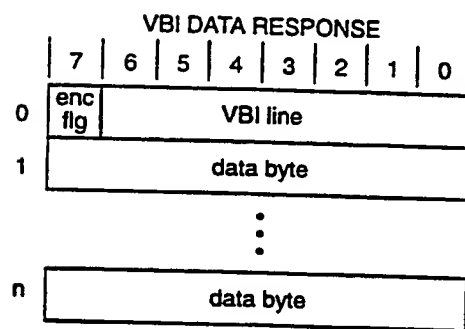 VBI DATA RESPONSE
7 6 5 4 3 2 1 0
0 enc flg VBI line
1 data byte
n data byte